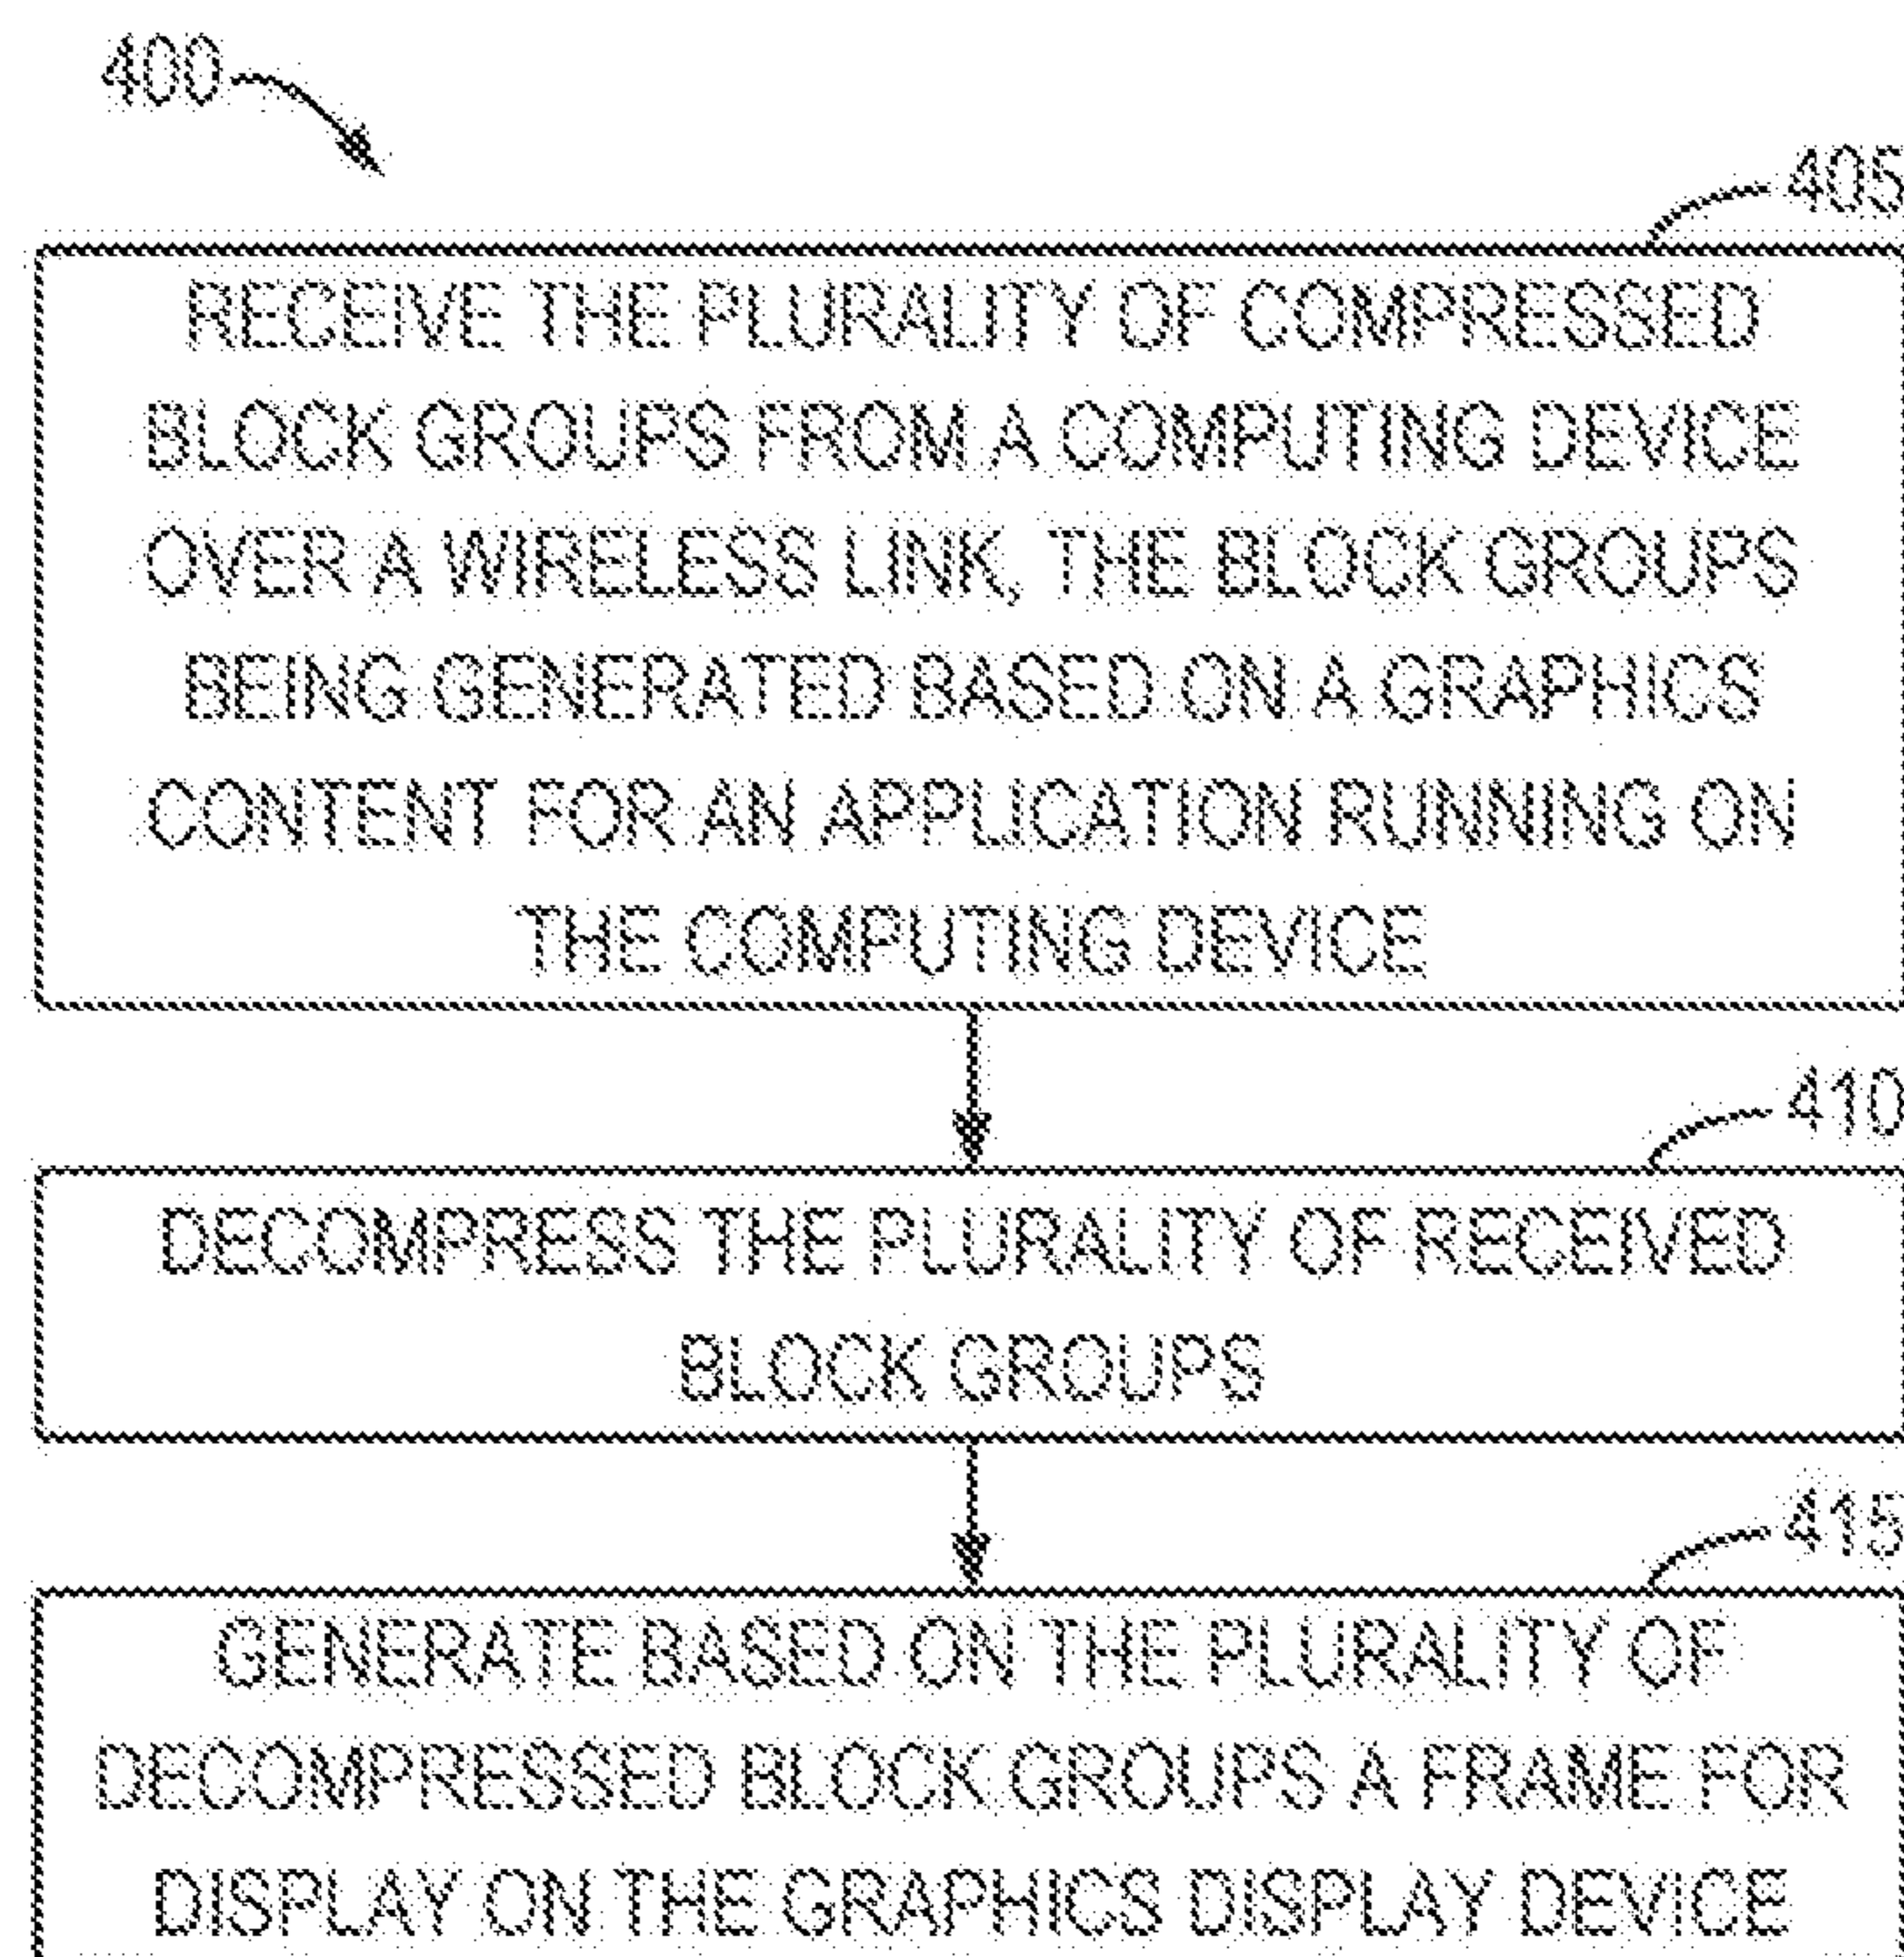 400
405
RECEIVE THE PLURALITY OF COMPRESSED
BLOCK GROUPS FROM A COMPUTING DEVICE
OVER A WIRELESS LINK, THE BLOCK GROUPS
BEING GENERATED BASED ON A GRAPHICS
CONTENT FOR AN APPLICATION RUNNING ON
THE COMPUTING DEVICE
410
DECOMPRESS THE PLURALITY OF RECEIVED
BLOCK GROUPS
415
GENERATE BASED ON THE PLURALITY OF
DECOMPRESSED BLOCK GROUPS A FRAME FOR
DISPLAY ON THE GRAPHICS DISPLAY DEVICE